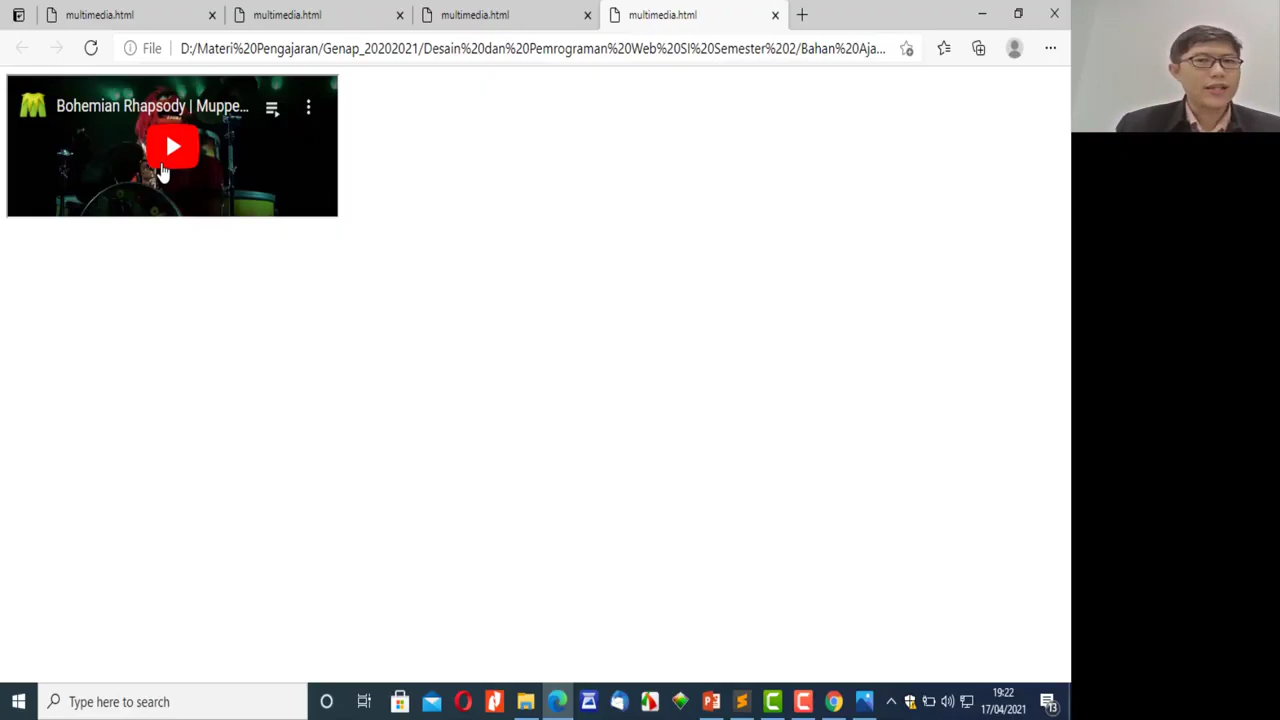 multimedia.html
multimedia.html
multimedia.html
multimedia.html
File
D:/Materi%20Pengajaran/Genap_20202021/Desain%20dan%20Pemrograman%20Web%20SI%20Semester%202/Bahan%20Aja...
Bohemian Rhapsody | Muppe...
Type here to search
19:22
17/04/2021
13